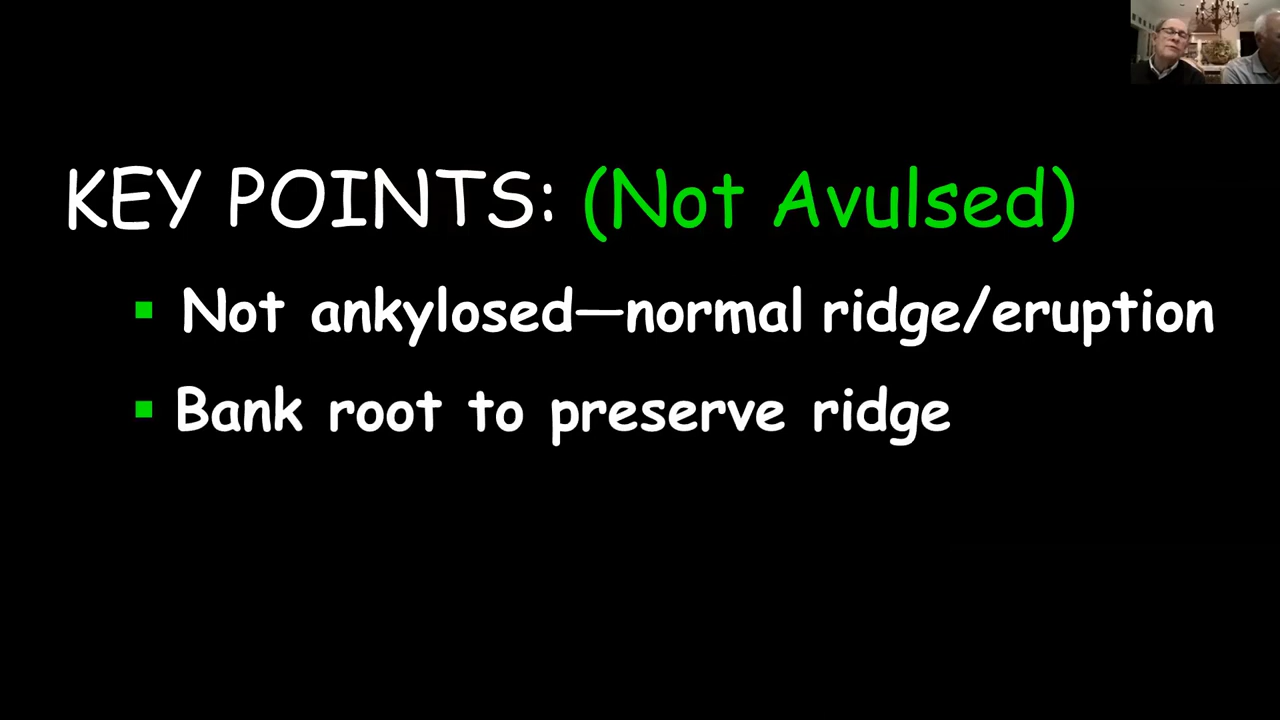 KEY POINTS: (Not Avulsed)
▪ Not ankylosed—normal ridge/eruption
▪ Bank root to preserve ridge